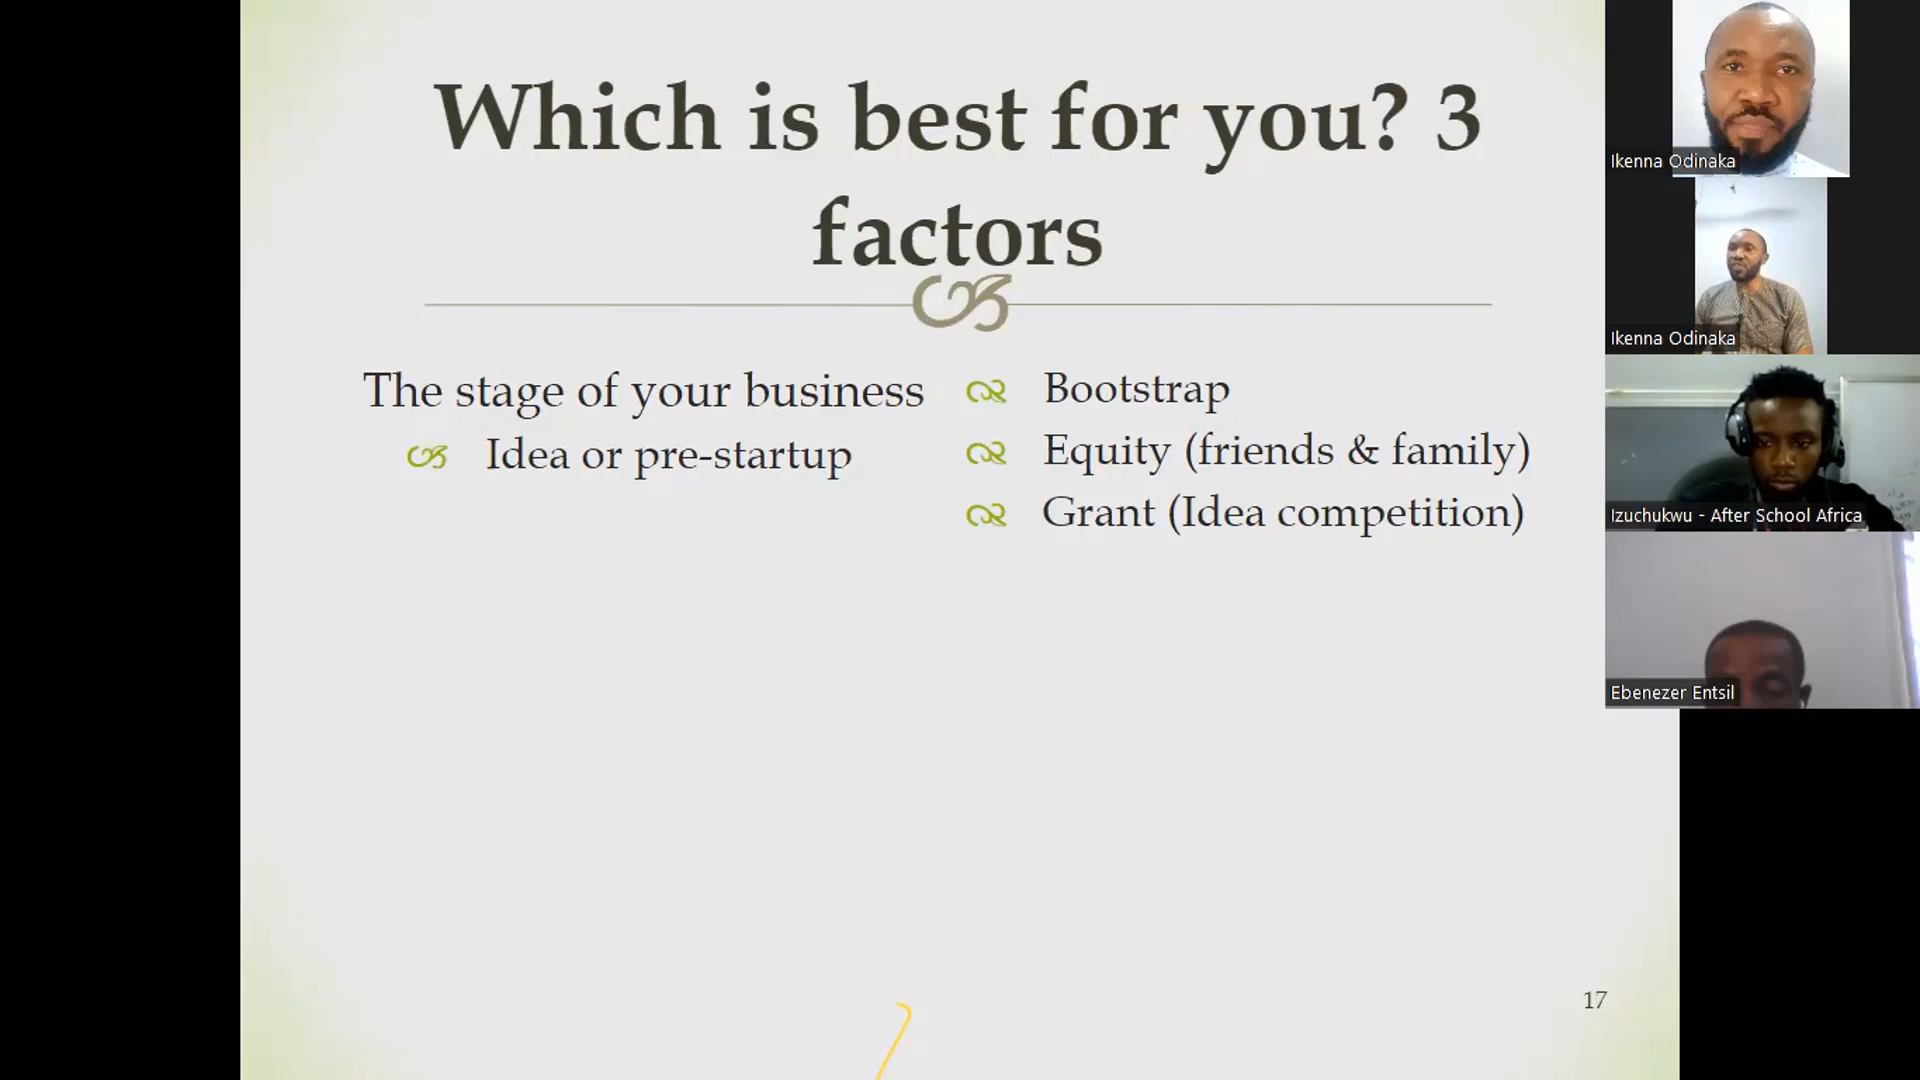 Which is best for you? 3
factors
The stage of your business
Idea or pre-startup
Bootstrap
Equity (friends & family)
Grant (Idea competition)
17
Ikenna Odinaka
Ikenna Odinaka
Izuchukwu - After School Africa
Ebenezer Entsil